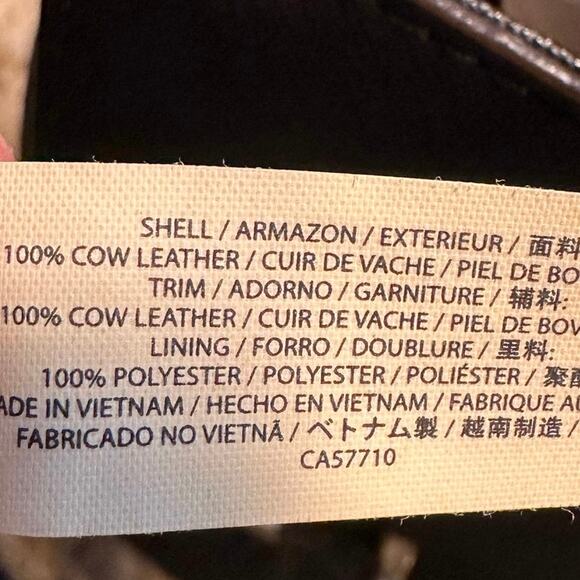 SHELL / ARMAZON / EXTERIEUR / 面料
100% COW LEATHER / CUIR DE VACHE / PIEL DE BO
TRIM / ADORNO / GARNITURE / 辅料:
100% COW LEATHER / CUIR DE VACHE / PIEL DE BOV
LINING / FORRO / DOUBLURE / 里料:
100% POLYESTER / POLYESTER / POLIÉSTER / 聚酯
ADE IN VIETNAM / HECHO EN VIETNAM / FABRIQUE AU
FABRICADO NO VIETNÃ / ベトナム製 / 越南制造 /
CA57710